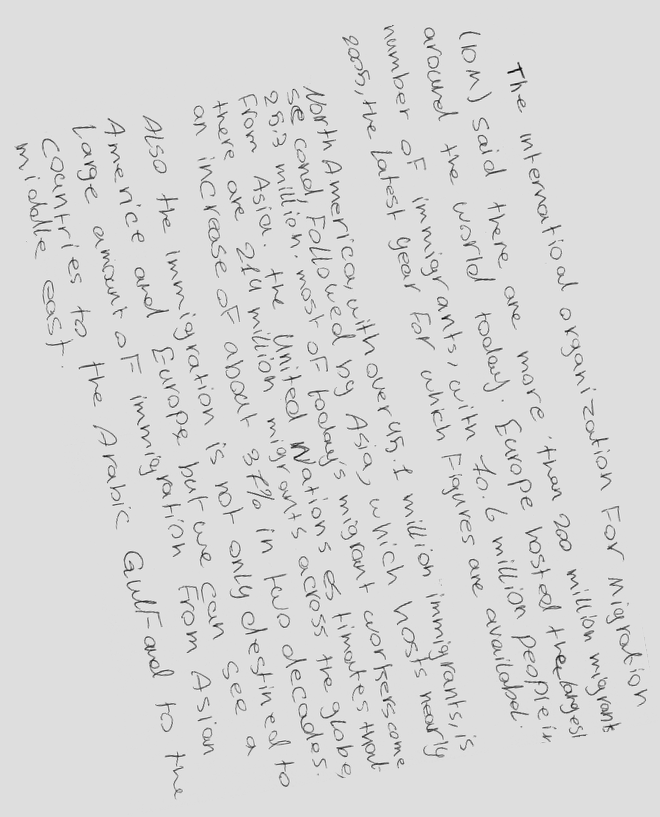 The internatioal organization For Migration
(IOM) said there are more than 200 million migrants
around the world today. Europe hosted the largest
number of immigrants, with 70.6 million people in
2005, the latest year for which Figures are availabel.
North America, with over 45.1 million immigrants, is
second, Followed by Asia, which hosts nearly
25.3 million. most of today's migrant workers come
From Asia. the United Nations estimates that
there are 214 million migrants across the globe,
an increase of about 37% in two decades.
Also the immigration is not only destined to
Americe and Europe but we can see a
large amount of immigration From Asian
countries to the Arabic Gulf and to the
middle east.